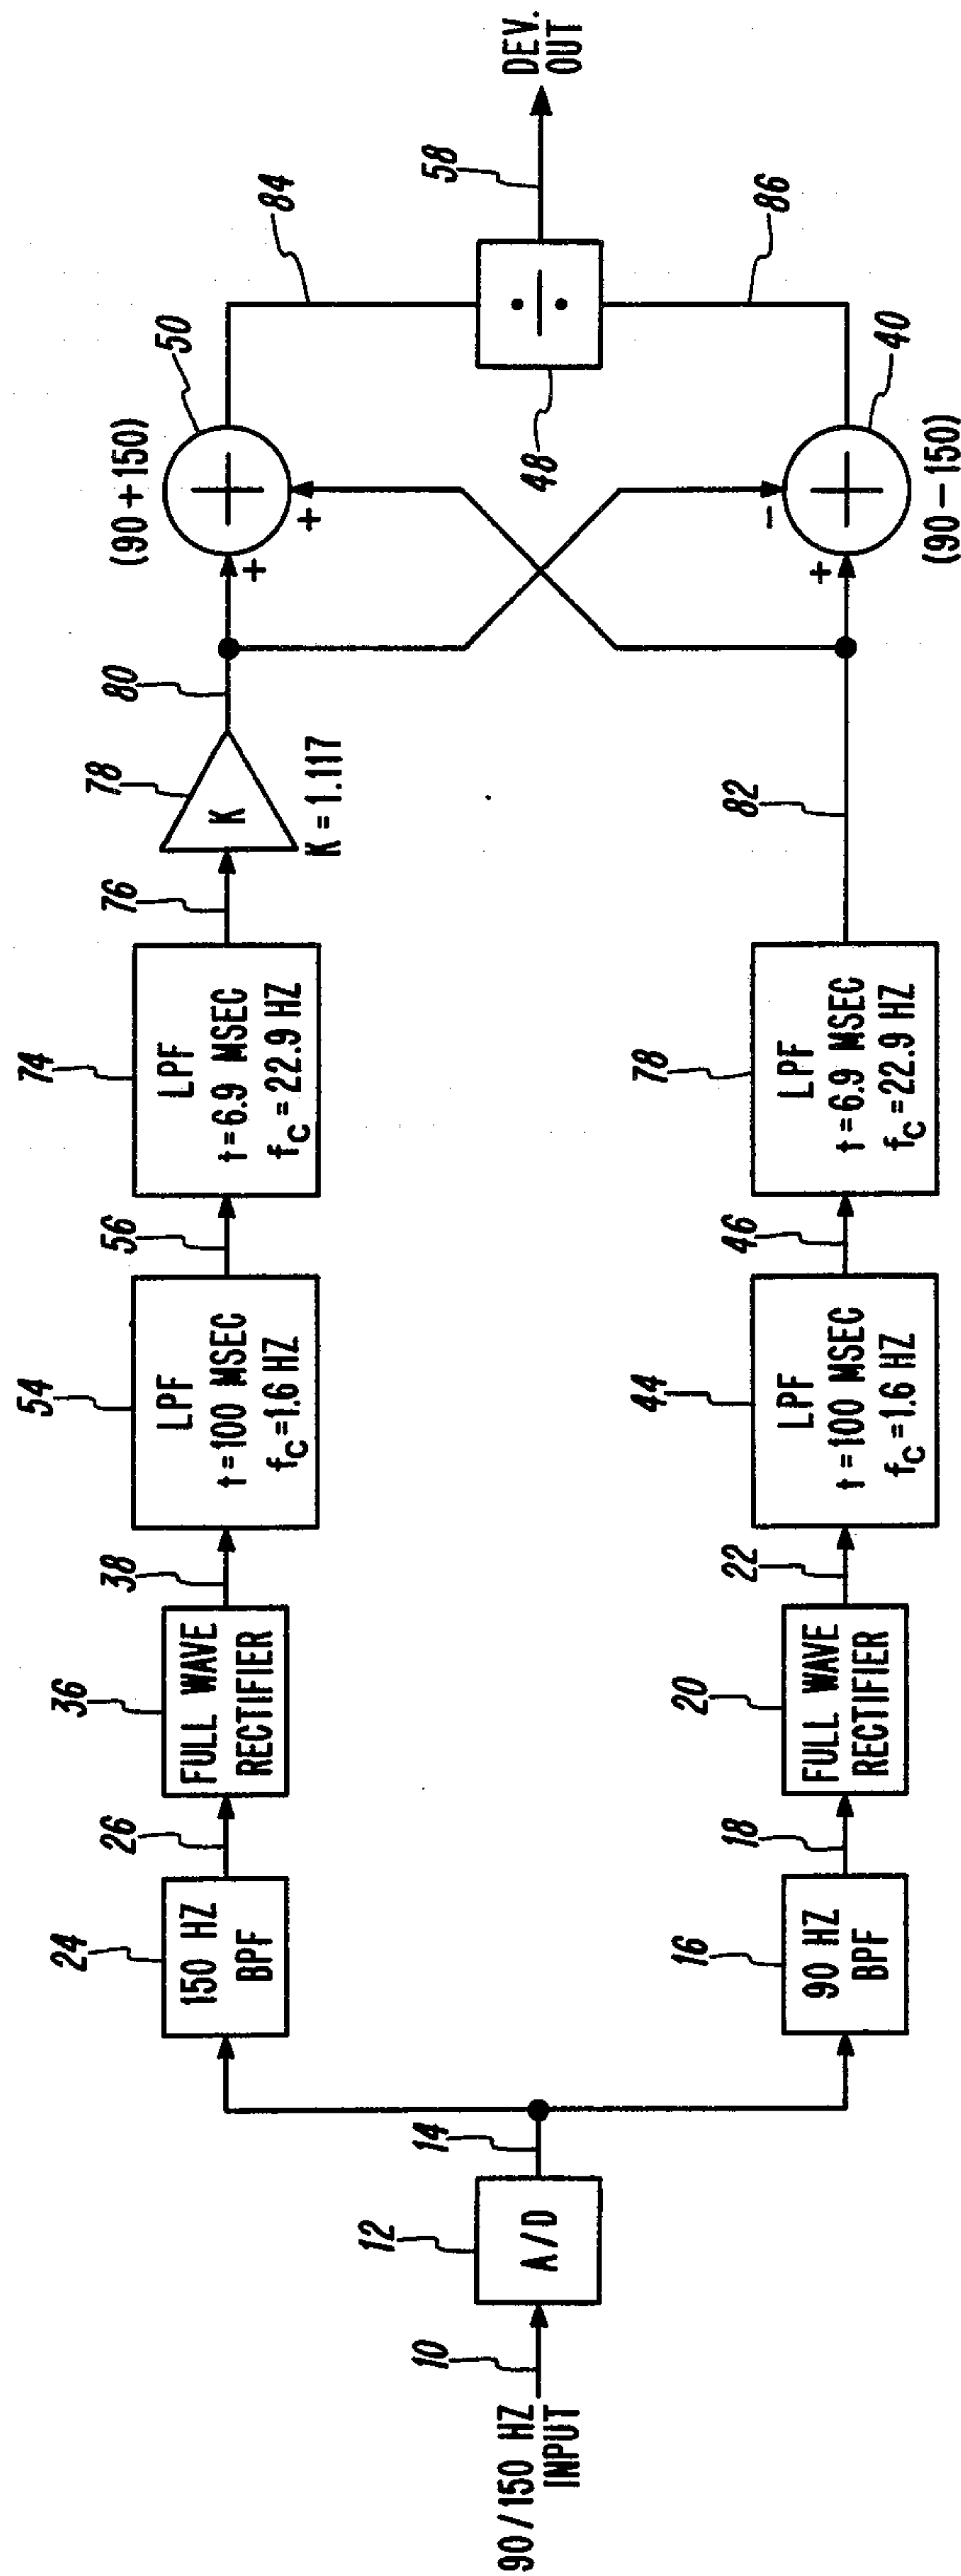 90/150 HZ
INPUT
10
12
A/D
14
24
150 HZ
BPF
26
36
FULL WAVE
RECTIFIER
38
54
LPF
t=100 MSEC
fc=1.6 HZ
56
74
LPF
t=6.9 MSEC
fc=22.9 HZ
76
78
K
K = 1.117
80
(90+150)
50
+
+
84
16
90 HZ
BPF
18
20
FULL WAVE
RECTIFIER
22
44
LPF
t=100 MSEC
fc=1.6 HZ
46
78
LPF
t=6.9 MSEC
fc=22.9 HZ
82
+
-
40
(90-150)
86
48
÷
58
DEV.
OUT